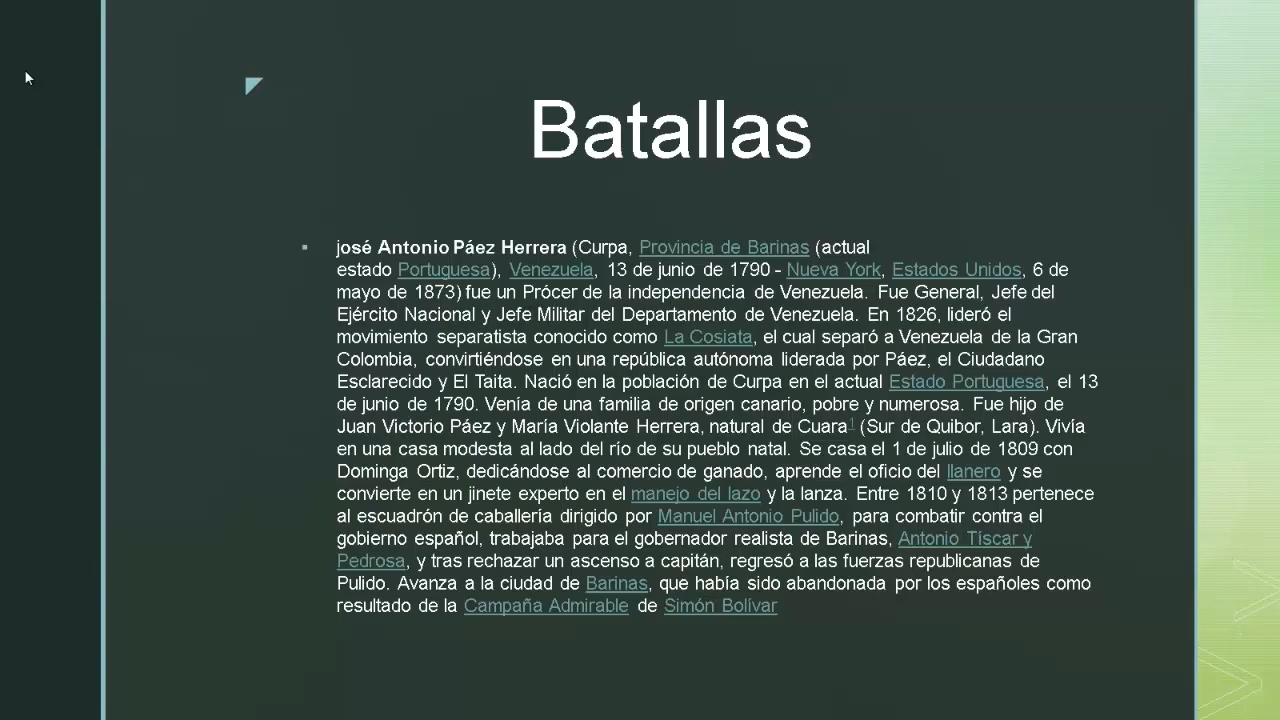 Batallas
josé Antonio Páez Herrera (Curpa, Provincia de Barinas (actual
estado Portuguesa), Venezuela, 13 de junio de 1790 - Nueva York, Estados Unidos, 6 de
mayo de 1873) fue un Prócer de la independencia de Venezuela. Fue General, Jefe del
Ejército Nacional y Jefe Militar del Departamento de Venezuela. En 1826, lideró el
movimiento separatista conocido como La Cosiata, el cual separó a Venezuela de la Gran
Colombia, convirtiéndose en una república autónoma liderada por Páez, el Ciudadano
Esclarecido y El Taita. Nació en la población de Curpa en el actual Estado Portuguesa, el 13
de junio de 1790. Venía de una familia de origen canario, pobre y numerosa. Fue hijo de
Juan Victorio Páez y María Violante Herrera, natural de Cuara1 (Sur de Quibor, Lara). Vivía
en una casa modesta al lado del río de su pueblo natal. Se casa el 1 de julio de 1809 con
Dominga Ortiz, dedicándose al comercio de ganado, aprende el oficio del llanero y se
convierte en un jinete experto en el manejo del lazo y la lanza. Entre 1810 y 1813 pertenece
al escuadrón de caballería dirigido por Manuel Antonio Pulido, para combatir contra el
gobierno español, trabajaba para el gobernador realista de Barinas, Antonio Tíscar y
Pedrosa, y tras rechazar un ascenso a capitán, regresó a las fuerzas republicanas de
Pulido. Avanza a la ciudad de Barinas, que había sido abandonada por los españoles como
resultado de la Campaña Admirable de Simón Bolívar